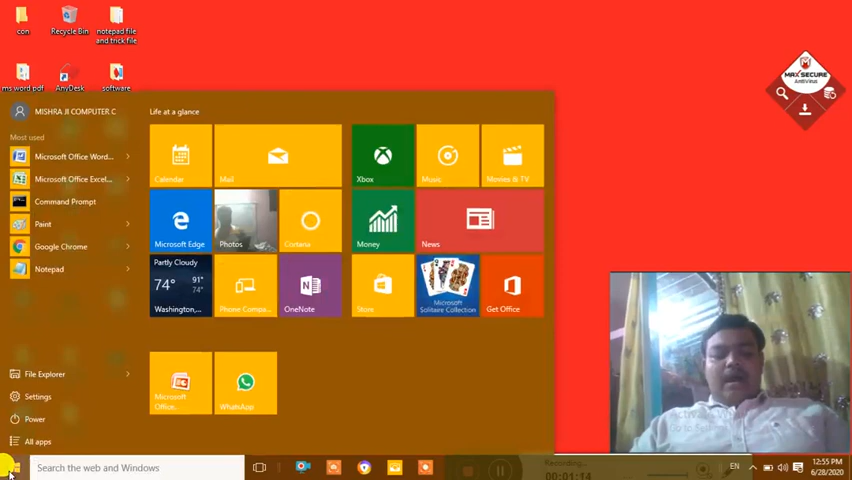 con
Recycle Bin
notepad file
and trick file
ms word pdf
AnyDesk
software
MAX SECURE
AntiVirus
MISHRA JI COMPUTER C
Life at a glance
Most used
Microsoft Office Word...
Microsoft Office Excel...
Command Prompt
Paint
Google Chrome
Notepad
File Explorer
Settings
Power
All apps
Calendar
Mail
Xbox
Music
Movies & TV
Microsoft Edge
Photos
Cortana
Money
News
Partly Cloudy
74° 91°
74°
Washington,...
Phone Compa...
OneNote
Store
Microsoft
Solitaire Collection
Get Office
Microsoft
Office...
WhatsApp
Search the web and Windows
Recording...
00:01:14
EN
12:55 PM
6/28/2020